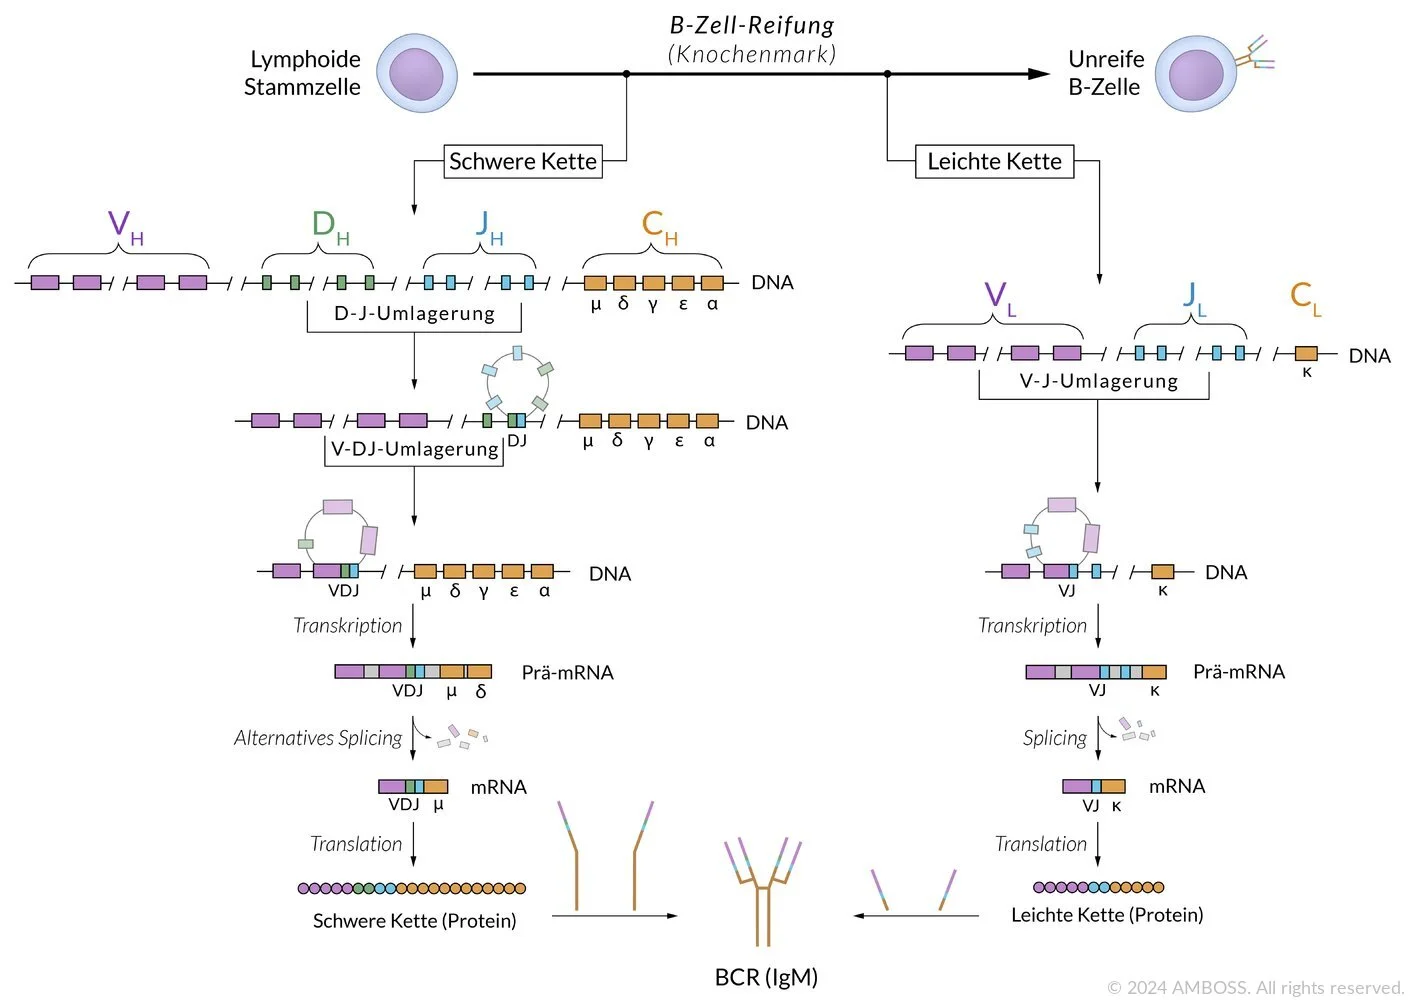 B-Zell-Reifung
(Knochenmark)
Lymphoide
Stammzelle
Unreife
B-Zelle
Schwere Kette
Leichte Kette
V_H D_H J_H C_H
DNA
μ δ γ ε α
D-J-Umlagerung
DNA
DJ
μ δ γ ε α
V-DJ-Umlagerung
DNA
VDJ
μ δ γ ε α
Transkription
Prä-mRNA
VDJ μ δ
Alternatives Splicing
mRNA
VDJ μ
Translation
Schwere Kette (Protein)
V_L J_L C_L
DNA
κ
V-J-Umlagerung
DNA
VJ κ
Transkription
Prä-mRNA
VJ κ
Splicing
mRNA
VJ κ
Translation
Leichte Kette (Protein)
BCR (IgM)
© 2024 AMBOSS. All rights reserved.